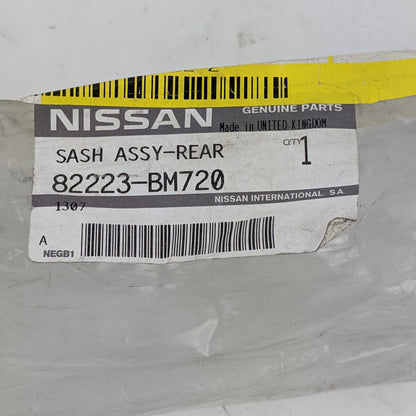 GENUINE PARTS
NISSAN
Made in UNITED KINGDOM
SASH ASSY-REAR
QTY
1
82223-BM720
NISSAN INTERNATIONAL S.A.
1307
A
NEGB1